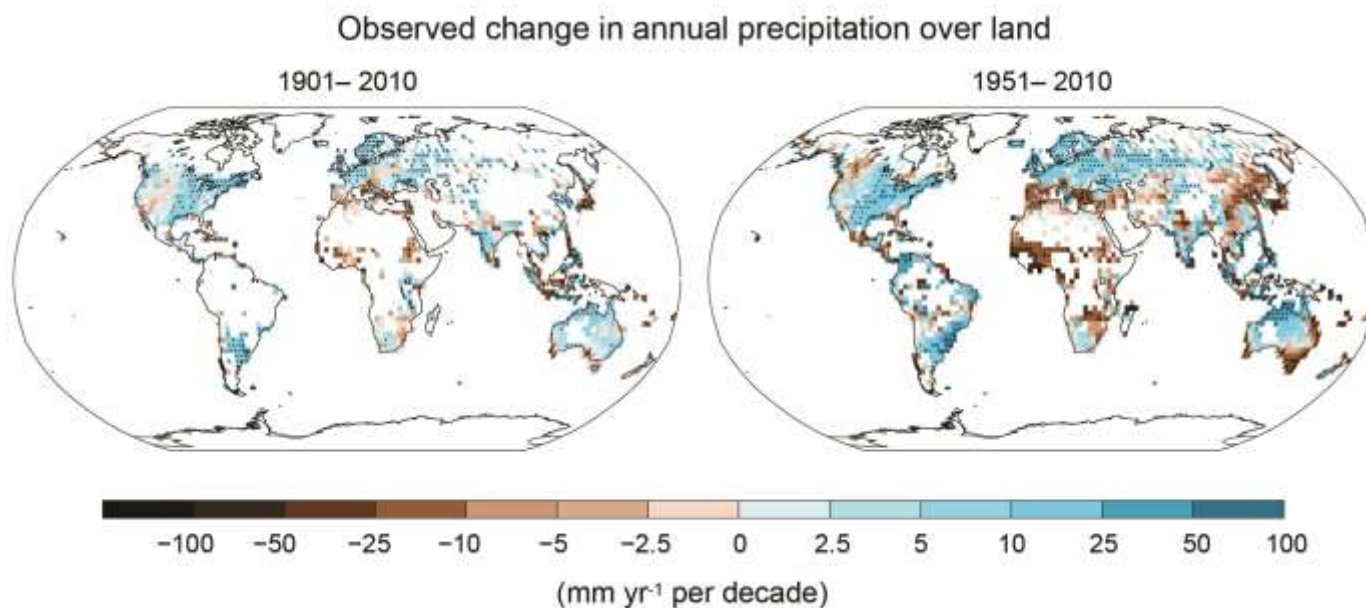 Observed change in annual precipitation over land
1901– 2010
1951– 2010
−100 −50 −25 −10 −5 −2.5 0 2.5 5 10 25 50 100
(mm yr⁻¹ per decade)